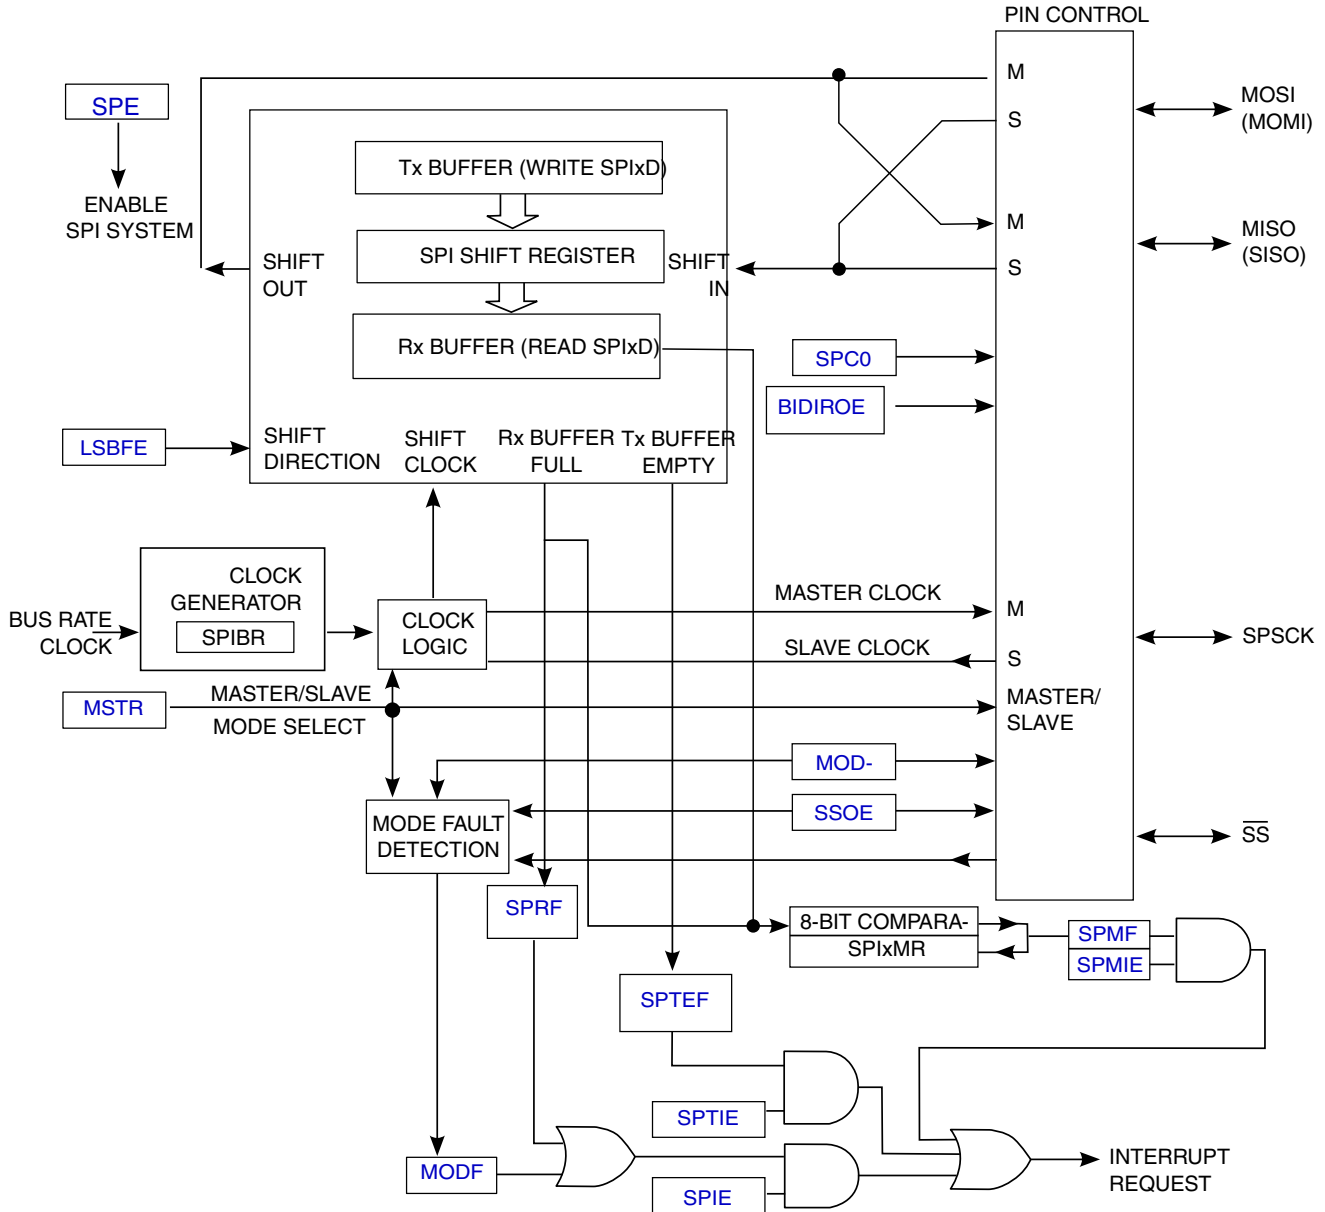 PIN CONTROL
M
S
MOSI
(MOMI)
SPE
ENABLE
SPI SYSTEM
Tx BUFFER (WRITE SPIxD)
SPI SHIFT REGISTER
Rx BUFFER (READ SPIxD)
SHIFT
OUT
SHIFT
IN
M
S
MISO
(SISO)
SPC0
BIDIROE
LSBFE
SHIFT
DIRECTION
SHIFT
CLOCK
Rx BUFFER
FULL
Tx BUFFER
EMPTY
BUS RATE
CLOCK
CLOCK
GENERATOR
SPIBR
CLOCK
LOGIC
MASTER CLOCK
SLAVE CLOCK
M
S
SPSCK
MSTR
MASTER/SLAVE
MODE SELECT
MASTER/
SLAVE
MOD-
SSOE
MODE FAULT
DETECTION
SS
SPRF
8-BIT COMPARA-
SPIxMR
SPMF
SPMIE
SPTEF
SPTIE
MODF
SPIE
INTERRUPT
REQUEST